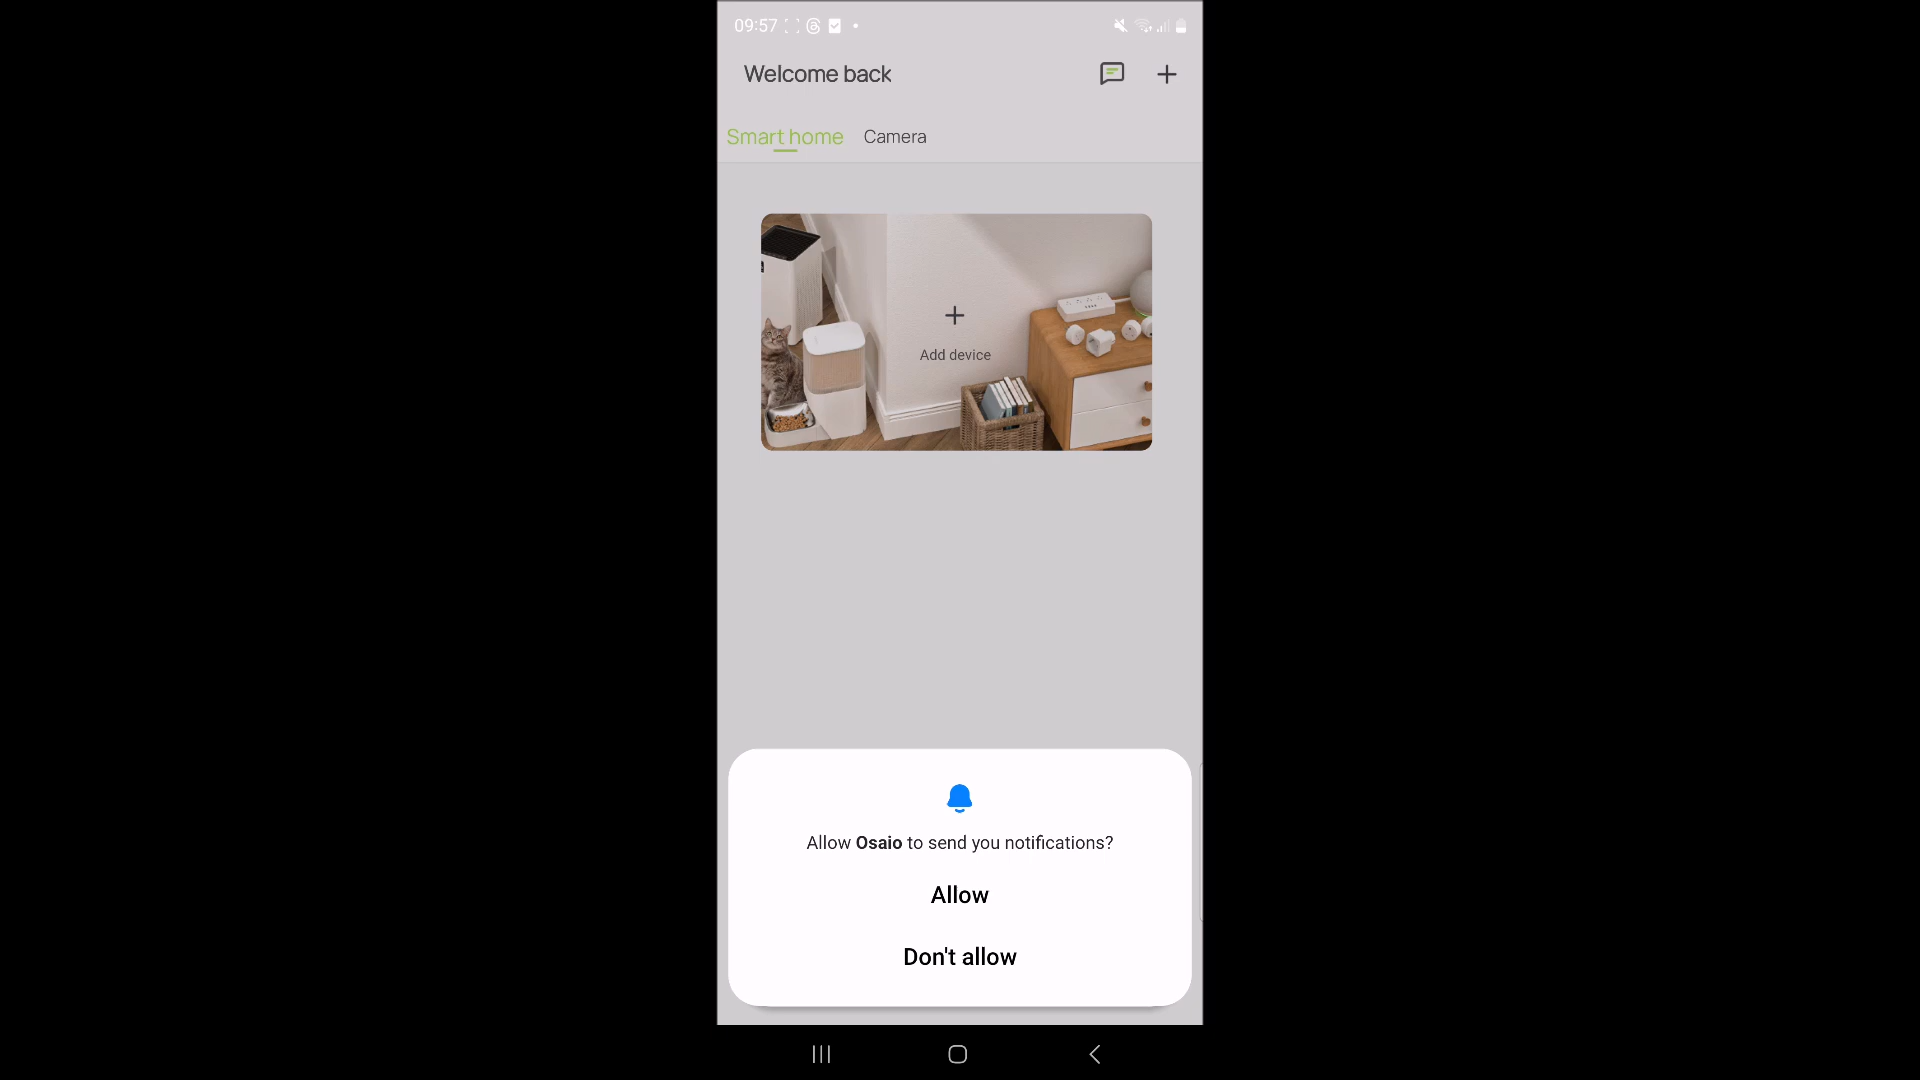 09:57
Welcome back
Smart home Camera
Add device
Allow Osaio to send you notifications?
Allow
Don't allow